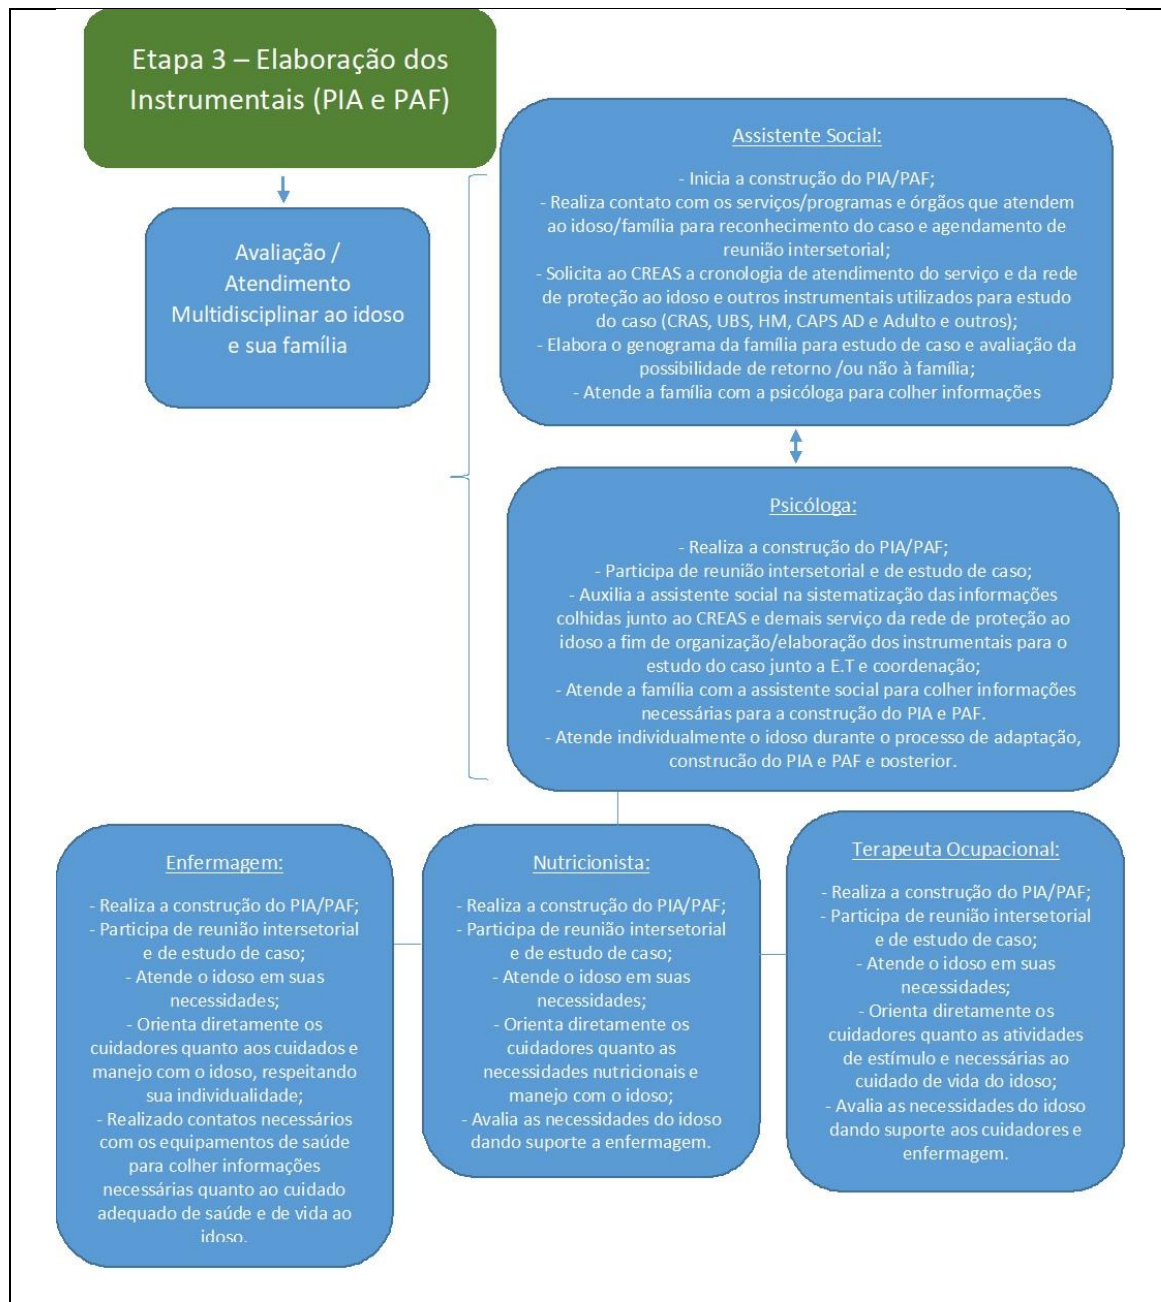 Etapa 3 – Elaboração dos
Instrumentais (PIA e PAF)
Avaliação /
Atendimento
Multidisciplinar ao idoso
e sua família
Assistente Social:
- Inicia a construção do PIA/PAF;
- Realiza contato com os serviços/programas e órgãos que atendem
ao idoso/família para reconhecimento do caso e agendamento de
reunião intersetorial;
- Solicita ao CREAS a cronologia de atendimento do serviço e da rede
de proteção ao idoso e outros instrumentais utilizados para estudo
do caso (CRAS, UBS, HM, CAPS AD e Adulto e outros);
- Elabora o genograma da família para estudo de caso e avaliação da
possibilidade de retorno /ou não à família;
- Atende a família com a psicóloga para colher informações
Psicóloga:
- Realiza a construção do PIA/PAF;
- Participa de reunião intersetorial e de estudo de caso;
- Auxilia a assistente social na sistematização das informações
colhidas junto ao CREAS e demais serviço da rede de proteção ao
idoso a fim de organização/elaboração dos instrumentais para o
estudo do caso junto a E.T e coordenação;
- Atende a família com a assistente social para colher informações
necessárias para a construção do PIA e PAF.
- Atende individualmente o idoso durante o processo de adaptação,
construção do PIA e PAF e posterior.
Enfermagem:
- Realiza a construção do PIA/PAF;
- Participa de reunião intersetorial
e de estudo de caso;
- Atende o idoso em suas
necessidades;
- Orienta diretamente os
cuidadores quanto aos cuidados e
manejo com o idoso, respeitando
sua individualidade;
- Realizado contatos necessários
com os equipamentos de saúde
para colher informações
necessárias quanto ao cuidado
adequado de saúde e de vida ao
idoso.
Nutricionista:
- Realiza a construção do PIA/PAF;
- Participa de reunião intersetorial
e de estudo de caso;
- Atende o idoso em suas
necessidades;
- Orienta diretamente os
cuidadores quanto as
necessidades nutricionais e
manejo com o idoso;
- Avalia as necessidades do idoso
dando suporte a enfermagem.
Terapeuta Ocupacional:
- Realiza a construção do PIA/PAF;
- Participa de reunião intersetorial
e de estudo de caso;
- Atende o idoso em suas
necessidades;
- Orienta diretamente os
cuidadores quanto as atividades
de estímulo e necessárias ao
cuidado de vida do idoso;
- Avalia as necessidades do idoso
dando suporte aos cuidadores e
enfermagem.